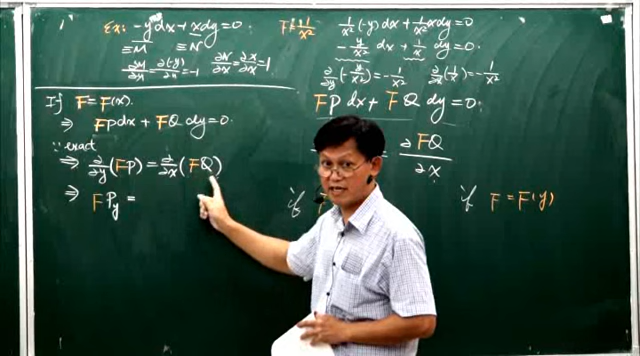 Ex: -y dx + x dy = 0
≡M ≡N
∂M/∂y = ∂(-y)/∂y = -1 ∂N/∂x = ∂x/∂x = 1
F = 1/x²
1/x² (-y) dx + 1/x² x dy = 0
-y/x² dx + 1/x dy = 0.
∂/∂y (-y/x²) = -1/x² ∂/∂x (1/x) = -1/x²
FP dx + FQ dy = 0.
∂FQ/∂x
if F
if F = F(y)
If F = F(x).
⇒ FPdx + FQ dy = 0.
∵ exact
⇒ ∂/∂y (FP) = ∂/∂x (FQ)
⇒ FPy =